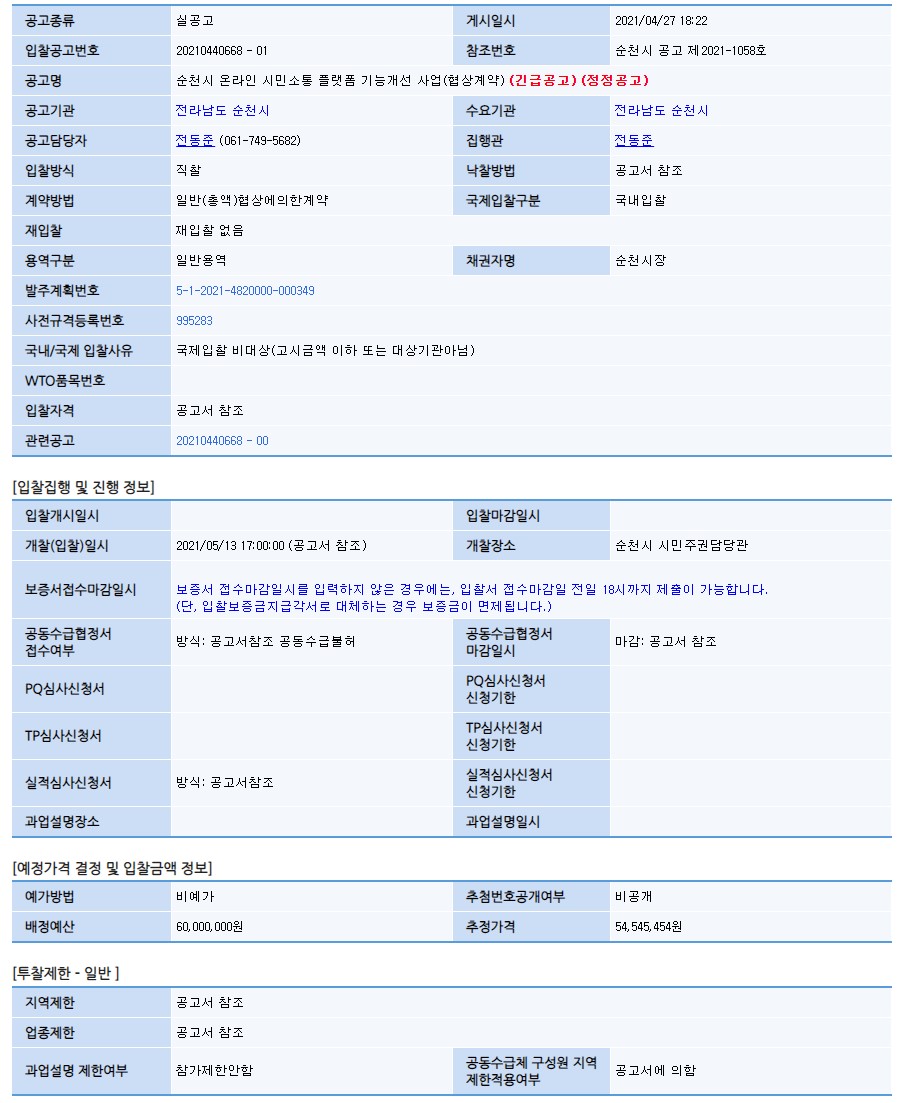 공고종류 실공고 게시일시 2021/04/27 18:22
입찰공고번호 20210440668 - 01 참조번호 순천시 공고 제2021-1058호
공고명 순천시 온라인 시민소통 플랫폼 기능개선 사업(협상계약) (긴급공고) (정정공고)
공고기관 전라남도 순천시 수요기관 전라남도 순천시
공고담당자 전동준 (061-749-5682) 집행관 전동준
입찰방식 직찰 낙찰방법 공고서 참조
계약방법 일반(총액)협상에의한계약 국제입찰구분 국내입찰
재입찰 재입찰 없음
용역구분 일반용역 채권자명 순천시장
발주계획번호 5-1-2021-4820000-000349
사전규격등록번호 995283
국내/국제 입찰사유 국제입찰 비대상(고시금액 이하 또는 대상기관아님)
WTO품목번호
입찰자격 공고서 참조
관련공고 20210440668 - 00
[입찰집행 및 진행 정보]
입찰개시일시 입찰마감일시
개찰(입찰)일시 2021/05/13 17:00:00 (공고서 참조) 개찰장소 순천시 시민주권담당관
보증서접수마감일시 보증서 접수마감일시를 입력하지 않은 경우에는, 입찰서 접수마감일 전일 18시까지 제출이 가능합니다.
(단, 입찰보증금지급각서로 대체하는 경우 보증금이 면제됩니다.)
공동수급협정서
접수여부 방식: 공고서참조 공동수급불허 공동수급협정서
마감일시 마감: 공고서 참조
PQ심사신청서 PQ심사신청서
신청기한
TP심사신청서 TP심사신청서
신청기한
실적심사신청서 방식: 공고서참조 실적심사신청서
신청기한
과업설명장소 과업설명일시
[예정가격 결정 및 입찰금액 정보]
예가방법 비예가 추첨번호공개여부 비공개
배정예산 60,000,000원 추정가격 54,545,454원
[투찰제한 - 일반 ]
지역제한 공고서 참조
업종제한 공고서 참조
과업설명 제한여부 참가제한안함 공동수급체 구성원 지역
제한적용여부 공고서에 의함